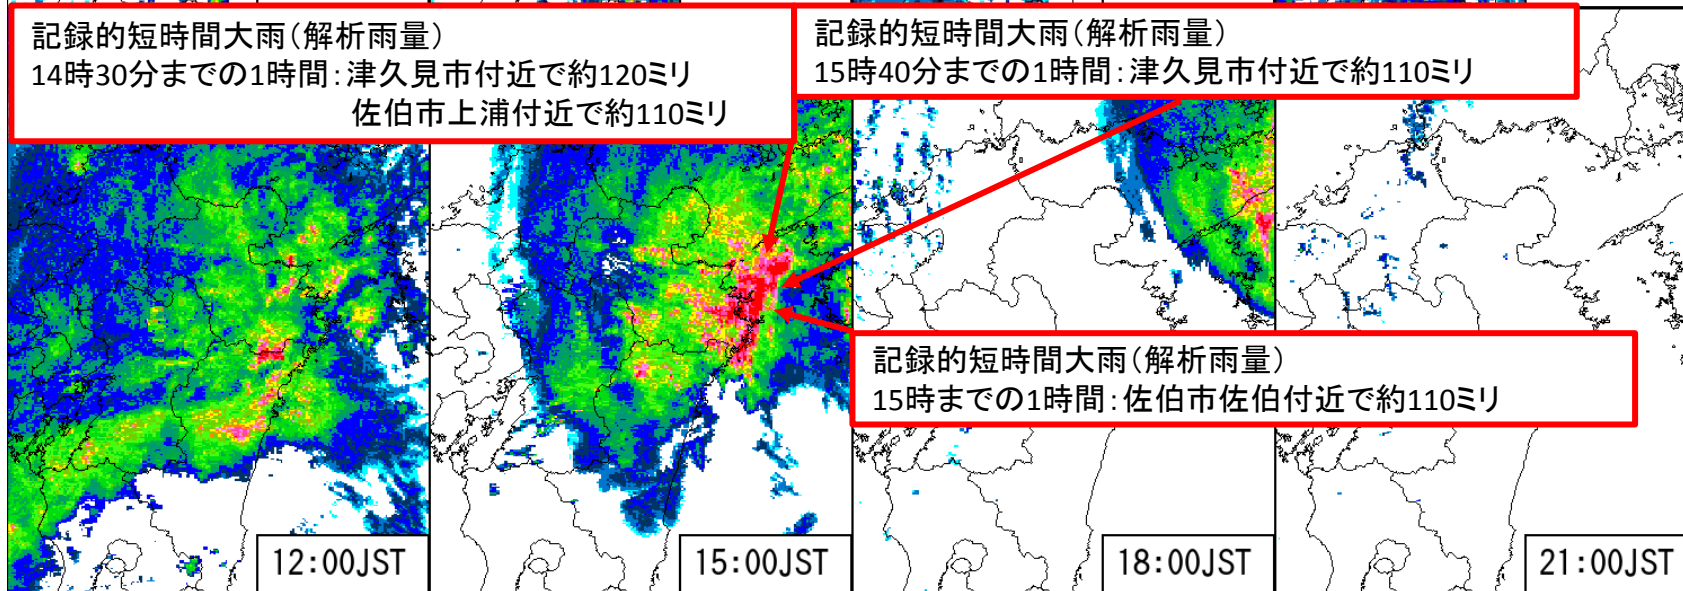 記録的短時間大雨(解析雨量)
14時30分までの1時間:津久見市付近で約120ミリ
佐伯市上浦付近で約110ミリ
記録的短時間大雨(解析雨量)
15時40分までの1時間:津久見市付近で約110ミリ
記録的短時間大雨(解析雨量)
15時までの1時間:佐伯市佐伯付近で約110ミリ
12:00JST
15:00JST
18:00JST
21:00JST